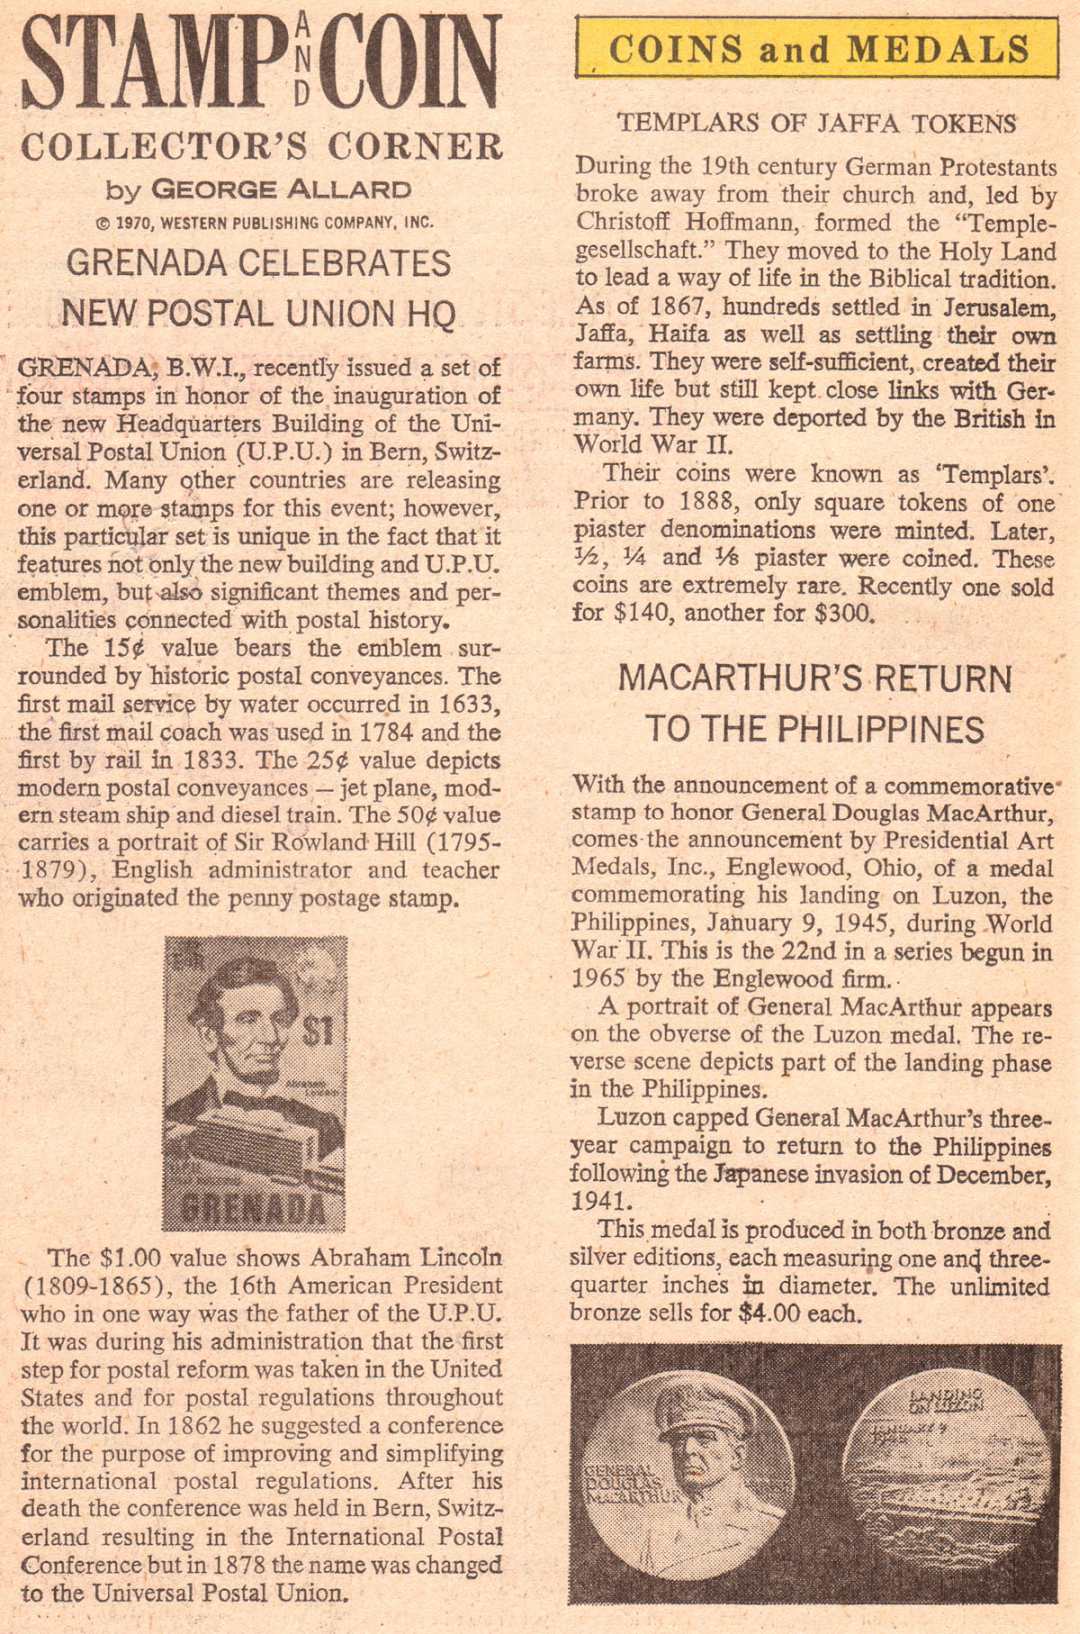 STAMP AND COIN
COLLECTOR'S CORNER
by GEORGE ALLARD
© 1970, WESTERN PUBLISHING COMPANY, INC.
GRENADA CELEBRATES
NEW POSTAL UNION HQ
GRENADA, B.W.I., recently issued a set of
four stamps in honor of the inauguration of
the new Headquarters Building of the Uni-
versal Postal Union (U.P.U.) in Bern, Switz-
erland. Many other countries are releasing
one or more stamps for this event; however,
this particular set is unique in the fact that it
features not only the new building and U.P.U.
emblem, but also significant themes and per-
sonalities connected with postal history.
The 15¢ value bears the emblem sur-
rounded by historic postal conveyances. The
first mail service by water occurred in 1633,
the first mail coach was used in 1784 and the
first by rail in 1833. The 25¢ value depicts
modern postal conveyances — jet plane, mod-
ern steam ship and diesel train. The 50¢ value
carries a portrait of Sir Rowland Hill (1795-
1879), English administrator and teacher
who originated the penny postage stamp.
$1
Abraham
Lincoln
GRENADA
The $1.00 value shows Abraham Lincoln
(1809-1865), the 16th American President
who in one way was the father of the U.P.U.
It was during his administration that the first
step for postal reform was taken in the United
States and for postal regulations throughout
the world. In 1862 he suggested a conference
for the purpose of improving and simplifying
international postal regulations. After his
death the conference was held in Bern, Switz-
erland resulting in the International Postal
Conference but in 1878 the name was changed
to the Universal Postal Union.
COINS and MEDALS
TEMPLARS OF JAFFA TOKENS
During the 19th century German Protestants
broke away from their church and, led by
Christoff Hoffmann, formed the “Temple-
gesellschaft.” They moved to the Holy Land
to lead a way of life in the Biblical tradition.
As of 1867, hundreds settled in Jerusalem,
Jaffa, Haifa as well as settling their own
farms. They were self-sufficient, created their
own life but still kept close links with Ger-
many. They were deported by the British in
World War II.
Their coins were known as ‘Templars’.
Prior to 1888, only square tokens of one
piaster denominations were minted. Later,
½, ¼ and ⅛ piaster were coined. These
coins are extremely rare. Recently one sold
for $140, another for $300.
MACARTHUR'S RETURN
TO THE PHILIPPINES
With the announcement of a commemorative
stamp to honor General Douglas MacArthur,
comes the announcement by Presidential Art
Medals, Inc., Englewood, Ohio, of a medal
commemorating his landing on Luzon, the
Philippines, January 9, 1945, during World
War II. This is the 22nd in a series begun in
1965 by the Englewood firm.
A portrait of General MacArthur appears
on the obverse of the Luzon medal. The re-
verse scene depicts part of the landing phase
in the Philippines.
Luzon capped General MacArthur's three-
year campaign to return to the Philippines
following the Japanese invasion of December,
1941.
This medal is produced in both bronze and
silver editions, each measuring one and three-
quarter inches in diameter. The unlimited
bronze sells for $4.00 each.
GENERAL
DOUGLAS
MACARTHUR
LANDING
ON LUZON
JANUARY 9
1945